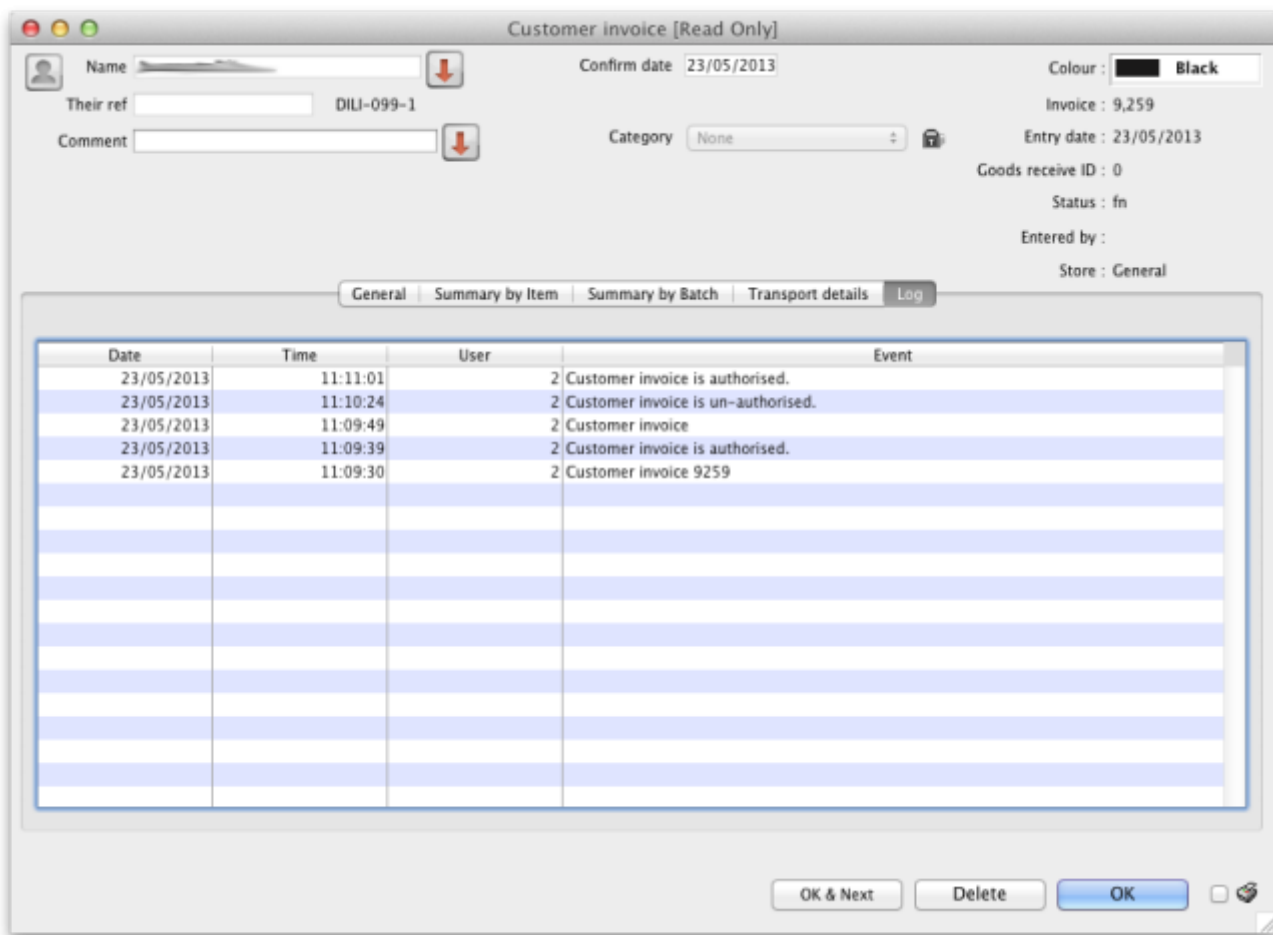 Customer invoice [Read Only]
Name
Confirm date 23/05/2013
Colour : Black
Their ref
DILI-099-1
Invoice : 9,259
Comment
Category None
Entry date : 23/05/2013
Goods receive ID : 0
Status : fn
Entered by :
Store : General
General Summary by Item Summary by Batch Transport details Log
Date Time User Event
23/05/2013 11:11:01 2 Customer invoice is authorised.
23/05/2013 11:10:24 2 Customer invoice is un-authorised.
23/05/2013 11:09:49 2 Customer invoice
23/05/2013 11:09:39 2 Customer invoice is authorised.
23/05/2013 11:09:30 2 Customer invoice 9259
OK & Next Delete OK